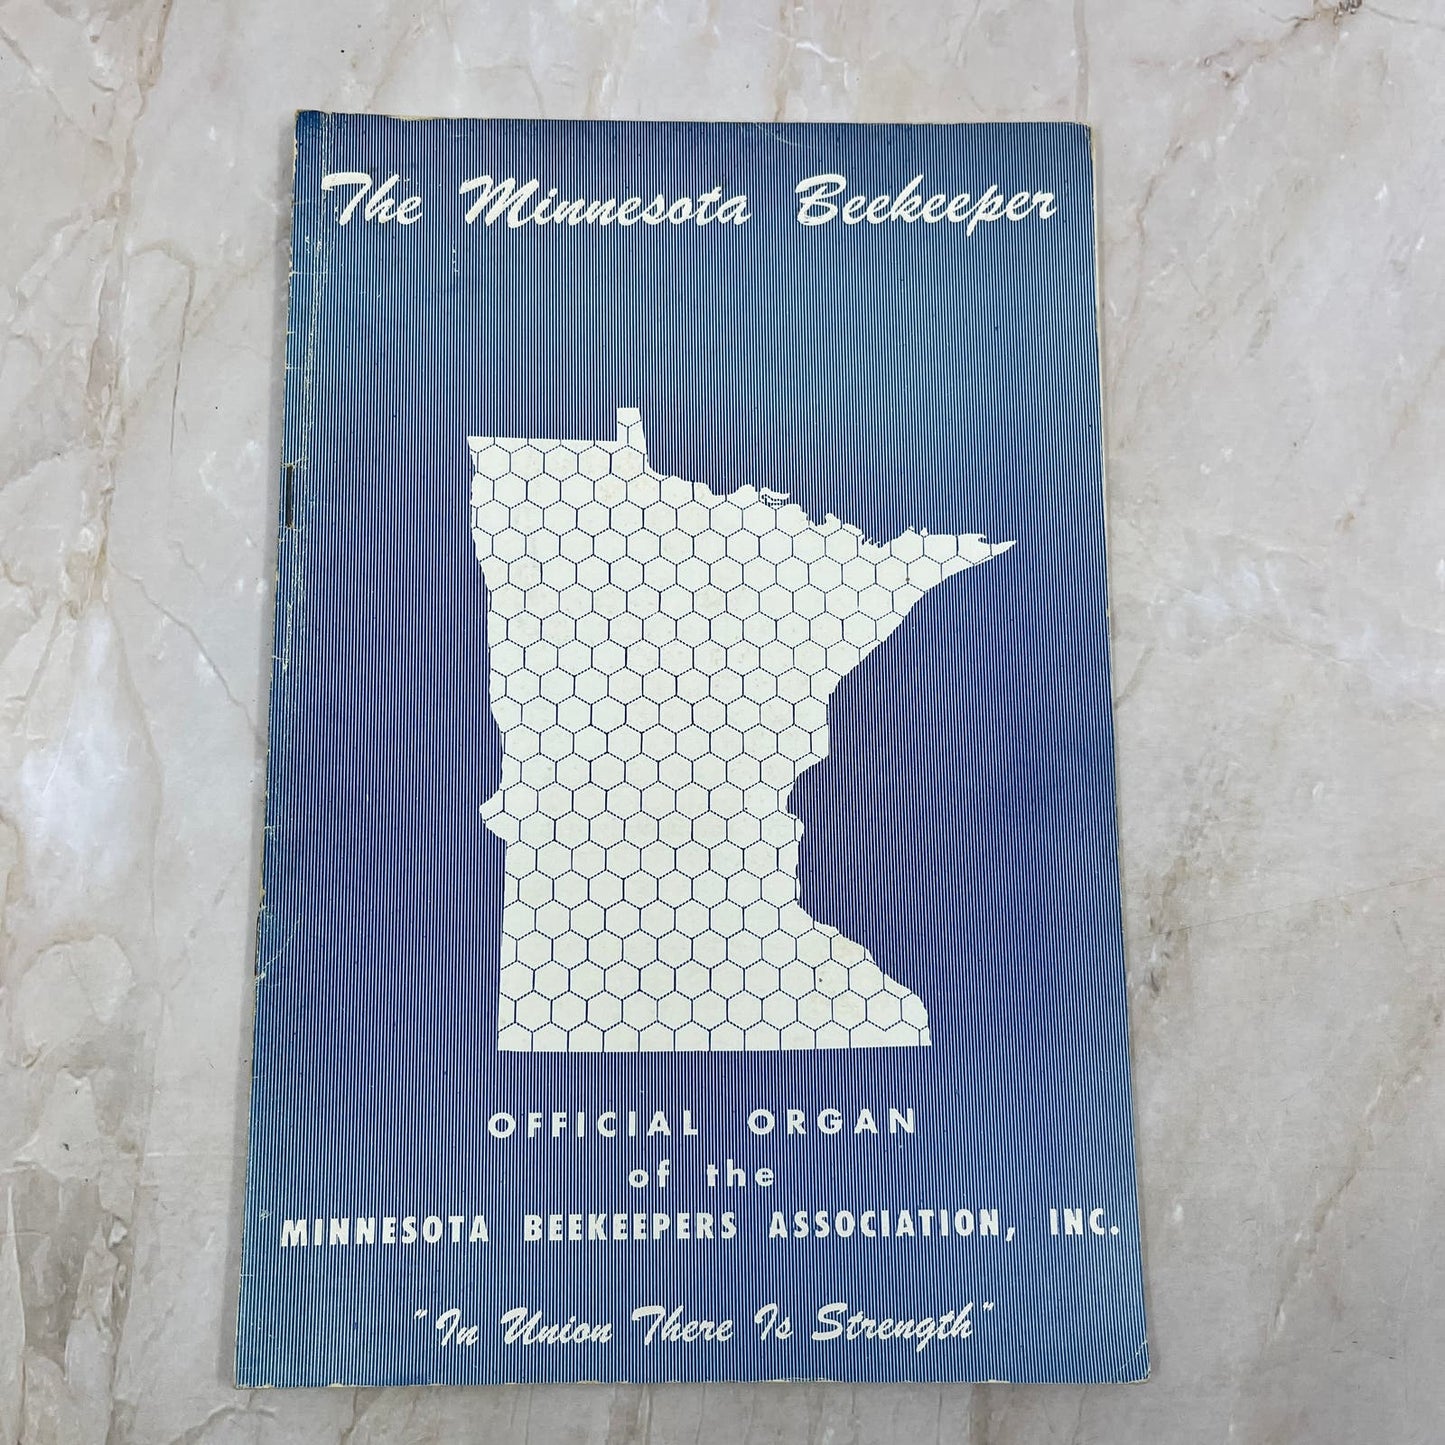 The Minnesota Beekeeper
OFFICIAL ORGAN
of the
MINNESOTA BEEKEEPERS ASSOCIATION, INC.
"In Union There Is Strength"